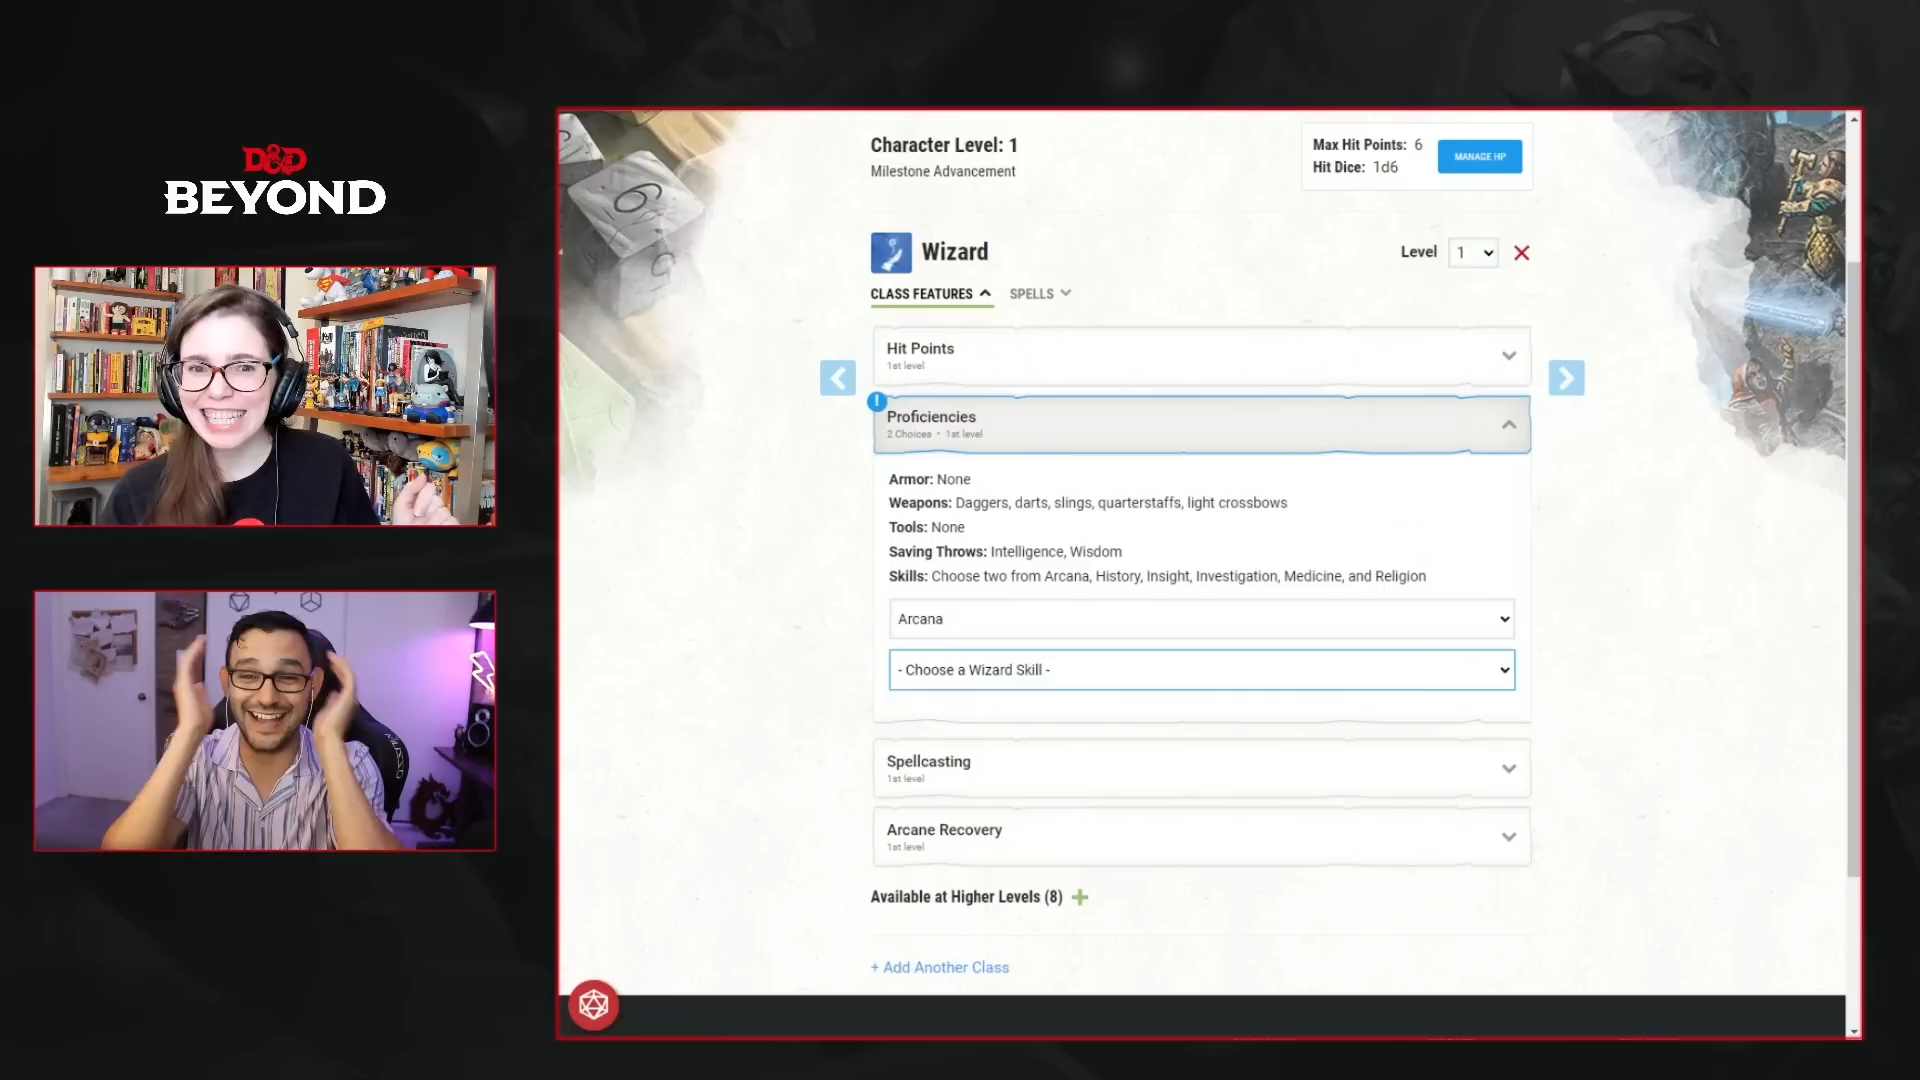 D&D
BEYOND
Character Level: 1
Milestone Advancement
Max Hit Points: 6
Hit Dice: 1d6
MANAGE HP
Wizard
Level 1
CLASS FEATURES
SPELLS
Hit Points
1st level
!
Proficiencies
2 Choices • 1st level
Armor: None
Weapons: Daggers, darts, slings, quarterstaffs, light crossbows
Tools: None
Saving Throws: Intelligence, Wisdom
Skills: Choose two from Arcana, History, Insight, Investigation, Medicine, and Religion
Arcana
- Choose a Wizard Skill -
Spellcasting
1st level
Arcane Recovery
1st level
Available at Higher Levels (8)
+ Add Another Class